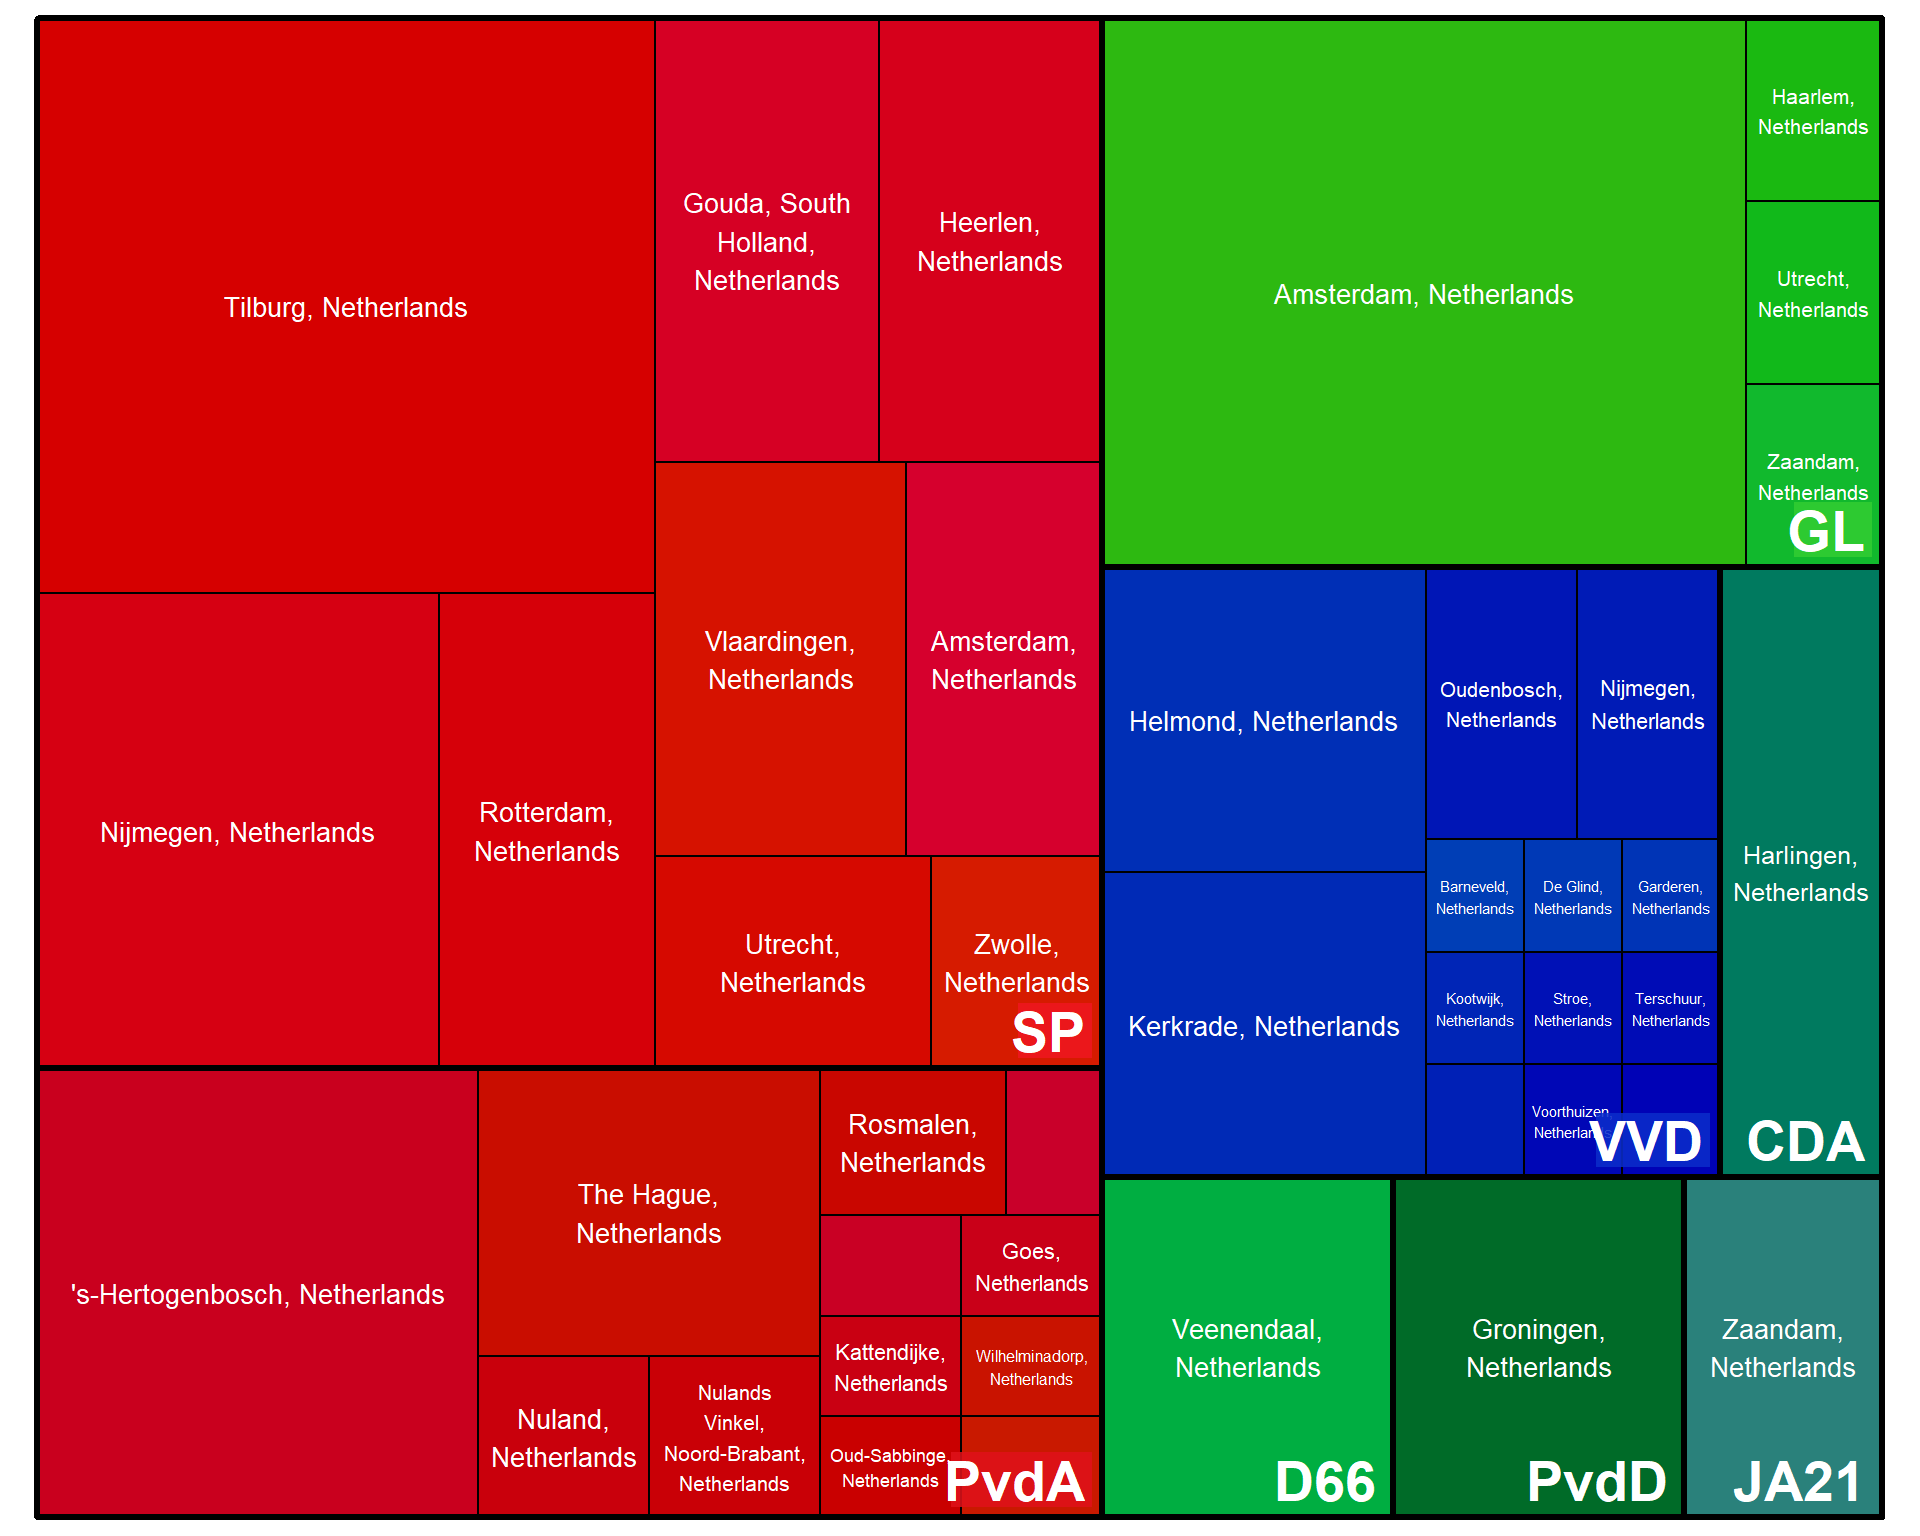 Tilburg, Netherlands
Gouda, South
Holland,
Netherlands
Heerlen,
Netherlands
Nijmegen, Netherlands
Rotterdam,
Netherlands
Vlaardingen,
Netherlands
Amsterdam,
Netherlands
Utrecht,
Netherlands
Zwolle,
Netherlands
SP
's-Hertogenbosch, Netherlands
The Hague,
Netherlands
Nuland,
Netherlands
Nulands
Vinkel,
Noord-Brabant,
Netherlands
Rosmalen,
Netherlands
Goes,
Netherlands
Kattendijke,
Netherlands
Wilhelminadorp,
Netherlands
Oud-Sabbinge,
Netherlands
PvdA
Amsterdam, Netherlands
Haarlem,
Netherlands
Utrecht,
Netherlands
Zaandam,
Netherlands
GL
Helmond, Netherlands
Kerkrade, Netherlands
Oudenbosch,
Netherlands
Nijmegen,
Netherlands
Barneveld,
Netherlands
De Glind,
Netherlands
Garderen,
Netherlands
Kootwijk,
Netherlands
Stroe,
Netherlands
Terschuur,
Netherlands
Voorthuizen,
Netherlands
VVD
Harlingen,
Netherlands
CDA
Veenendaal,
Netherlands
D66
Groningen,
Netherlands
PvdD
Zaandam,
Netherlands
JA21